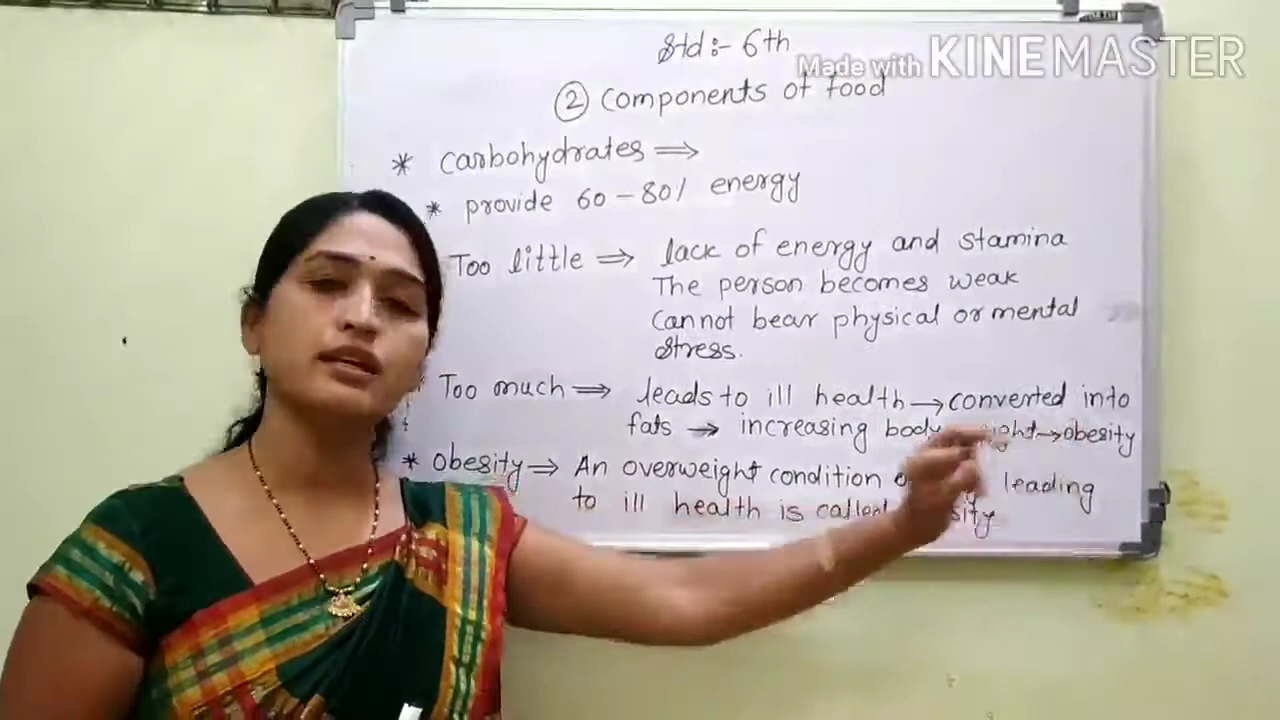 Std :- 6th
Made with KINEMASTER
② Components of food
* Carbohydrates ⇒
* provide 60 - 80% energy
Too little ⇒ lack of energy and stamina
The person becomes weak
Cannot bear physical or mental
stress.
* Too much ⇒ leads to ill health → converted into
fats → increasing body → obesity
* Obesity ⇒ An overweight condition leading
to ill health is called